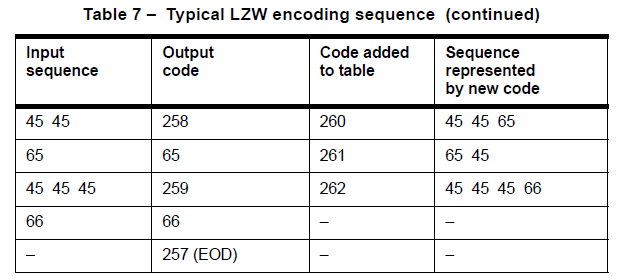 Table 7 – Typical LZW encoding sequence (continued)
Input sequence Output code Code added to table Sequence represented by new code
45 45 258 260 45 45 65
65 65 261 65 45
45 45 45 259 262 45 45 45 66
66 66 – –
– 257 (EOD) – –